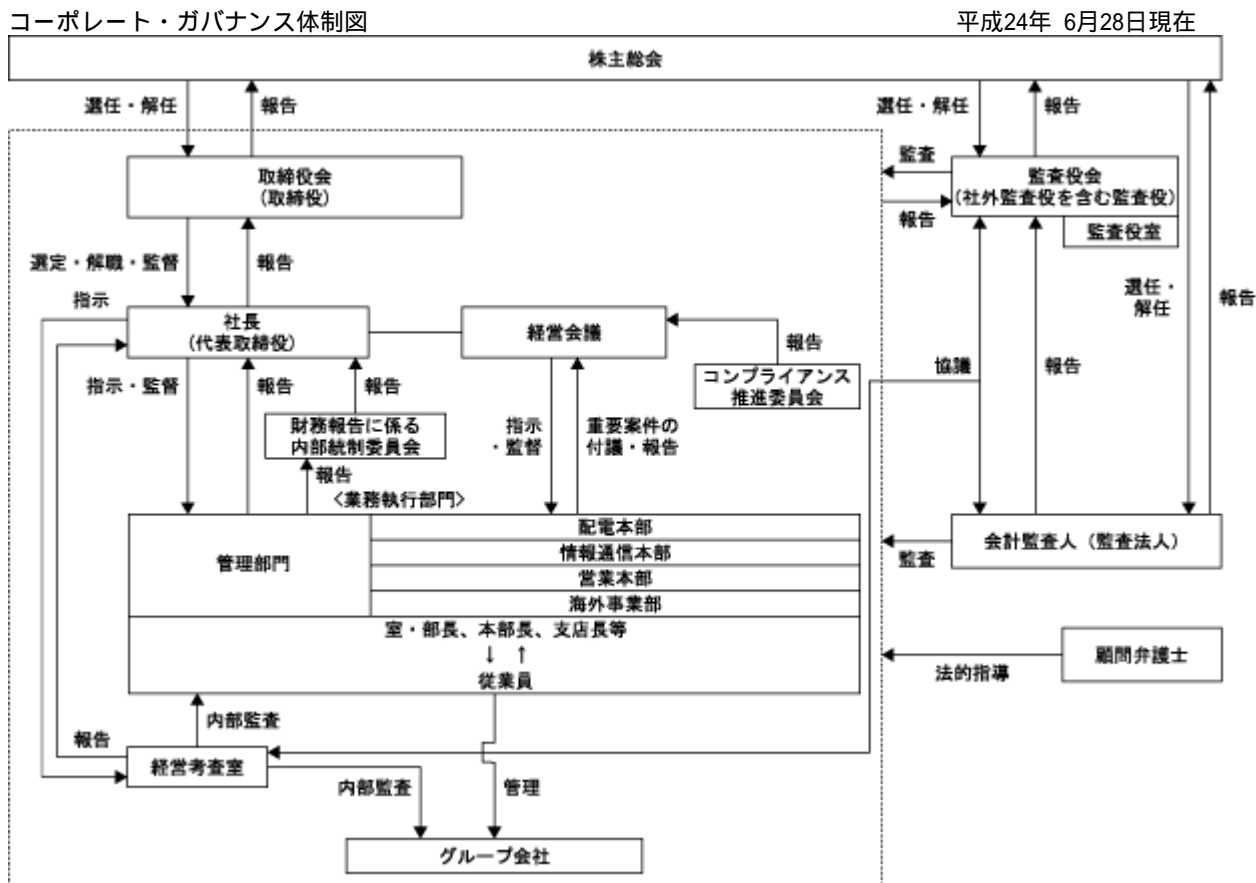 コーポレート・ガバナンス体制図
平成24年 6月28日現在
株主総会
選任・解任
報告
選任・解任
報告
取締役会
(取締役)
監査
監査役会
(社外監査役を含む監査役)
報告
監査役室
選定・解職・監督
報告
選任・
解任
報告
指示
社長
(代表取締役)
経営会議
報告
コンプライアンス
推進委員会
協議
報告
指示・監督
報告
報告
財務報告に係る
内部統制委員会
指示
・監督
重要案件の
付議・報告
報告
〈業務執行部門〉
管理部門
配電本部
情報通信本部
営業本部
海外事業部
監査
会計監査人(監査法人)
室・部長、本部長、支店長等
↓ ↑
従業員
法的指導
顧問弁護士
内部監査
報告
経営考査室
内部監査
管理
グループ会社